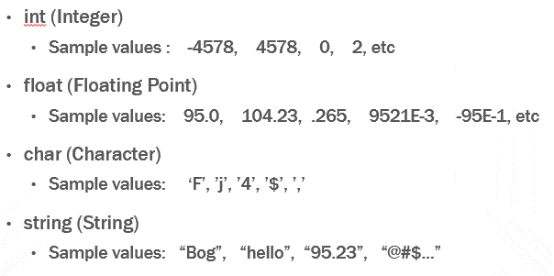 • int (Integer)
• Sample values : -4578, 4578, 0, 2, etc
• float (Floating Point)
• Sample values: 95.0, 104.23, .265, 9521E-3, -95E-1, etc
• char (Character)
• Sample values: ‘F’, ’j’, ’4’, ’$’, ’,’
• string (String)
• Sample values: “Bog”, “hello”, “95.23”, “@#$...”